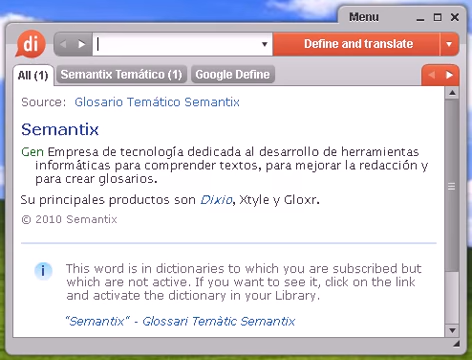 Menu
di
Define and translate
All (1)
Semantix Temático (1)
Google Define
Source: Glosario Temático Semantix
Semantix
Gen Empresa de tecnología dedicada al desarrollo de herramientas
informáticas para comprender textos, para mejorar la redacción y
para crear glosarios.
Su principales productos son Dixio, Xtyle y Gloxr.
© 2010 Semantix
i
This word is in dictionaries to which you are subscribed but
which are not active. If you want to see it, click on the link
and activate the dictionary in your Library.
"Semantix" - Glossari Temàtic Semantix